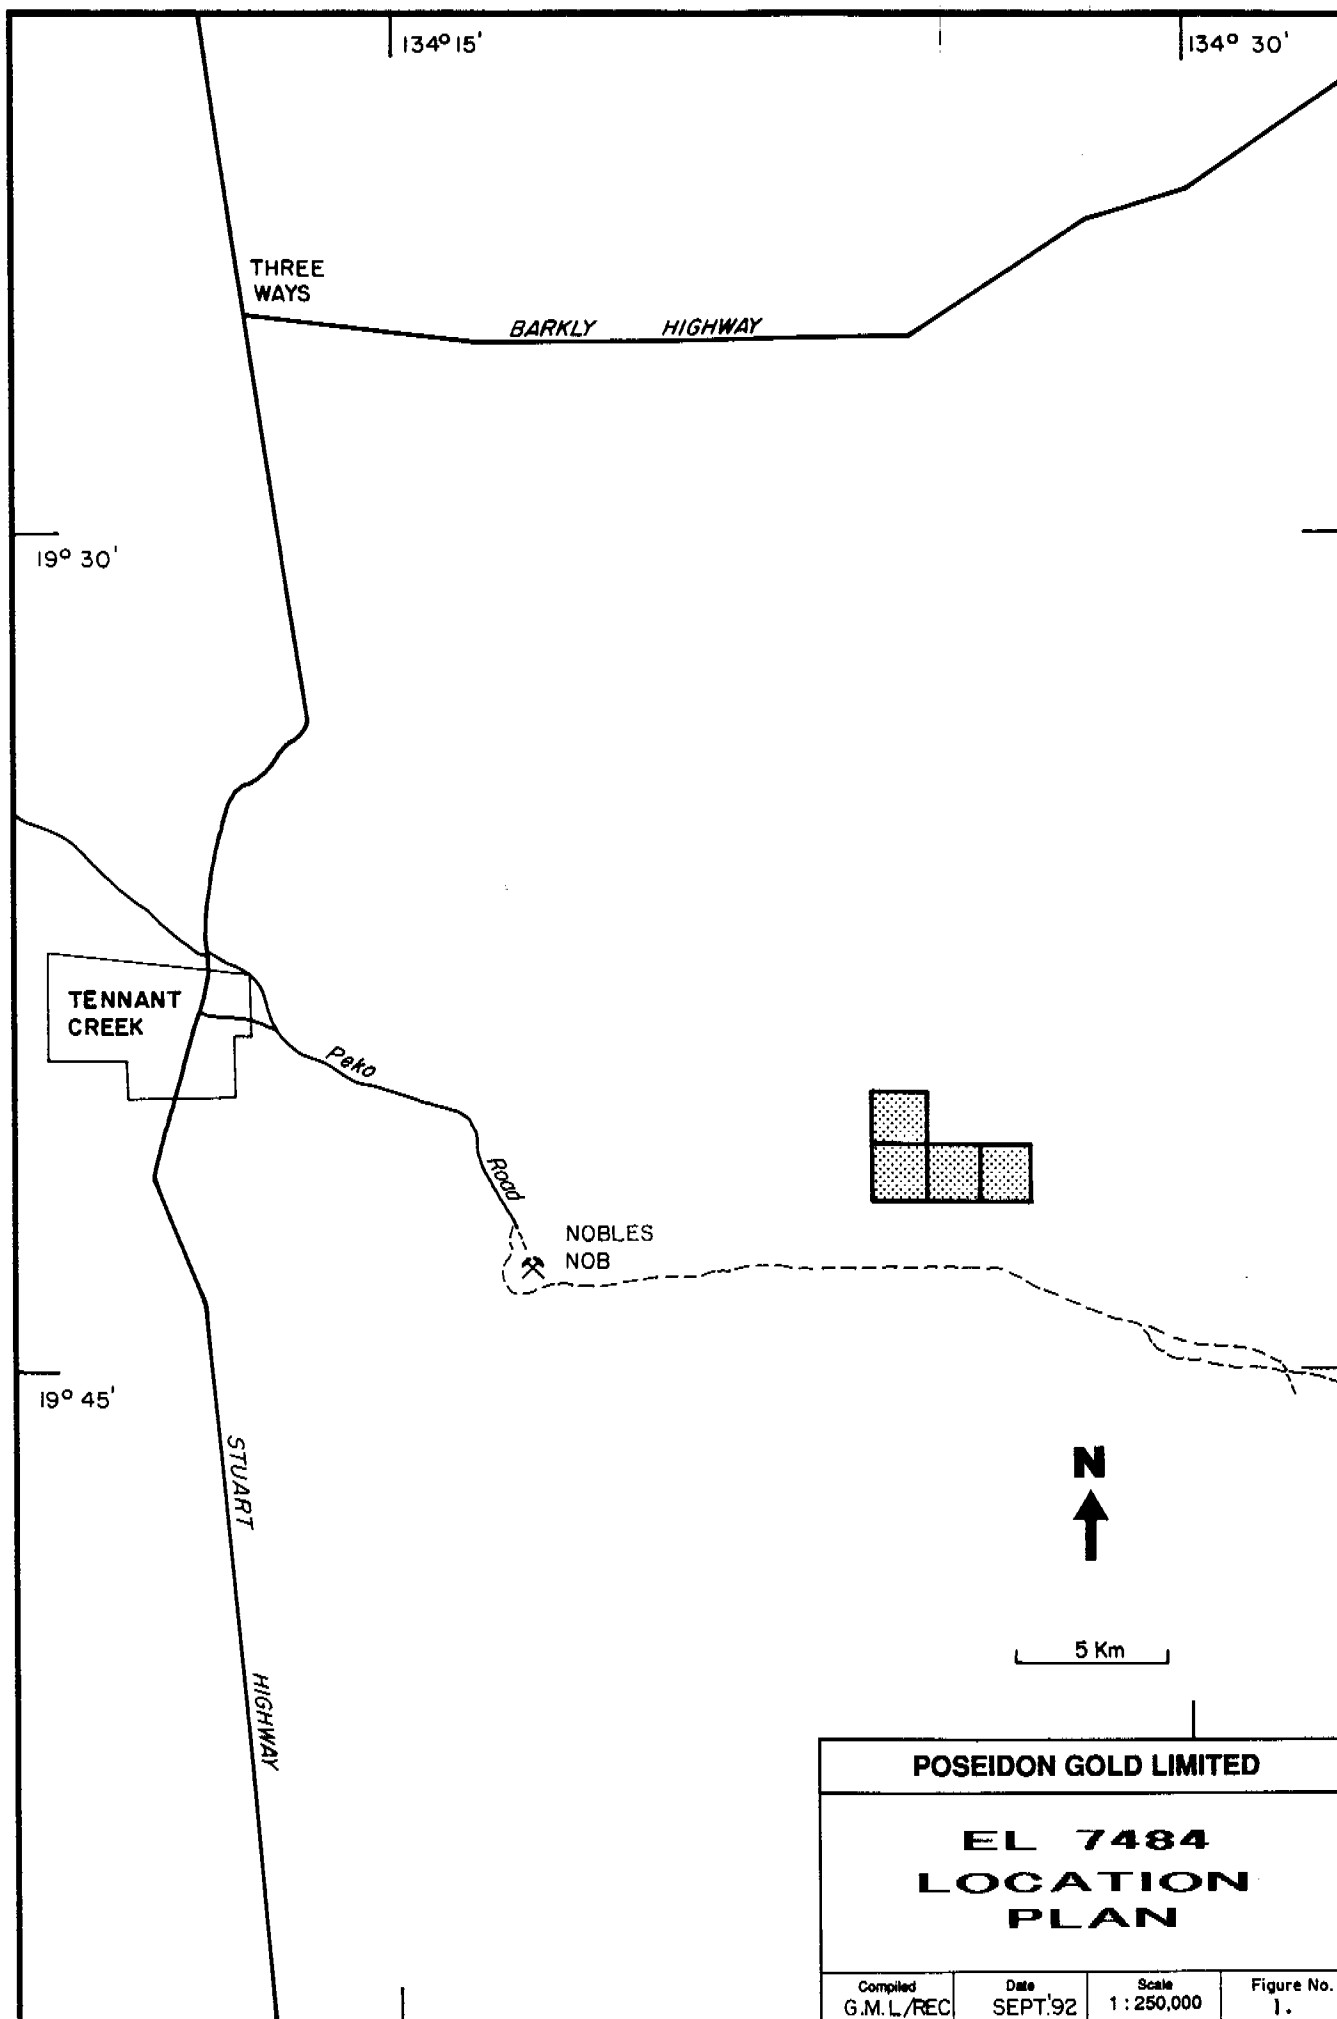 134° 15'
134° 30'
THREE
WAYS
BARKLY HIGHWAY
19° 30'
TENNANT
CREEK
Peko
Road
NOBLES
NOB
19° 45'
STUART
HIGHWAY
N
5 Km
POSEIDON GOLD LIMITED
EL 7484
LOCATION
PLAN
Compiled
G.M.L/REC
Date
SEPT.'92
Scale
1 : 250,000
Figure No.
1.